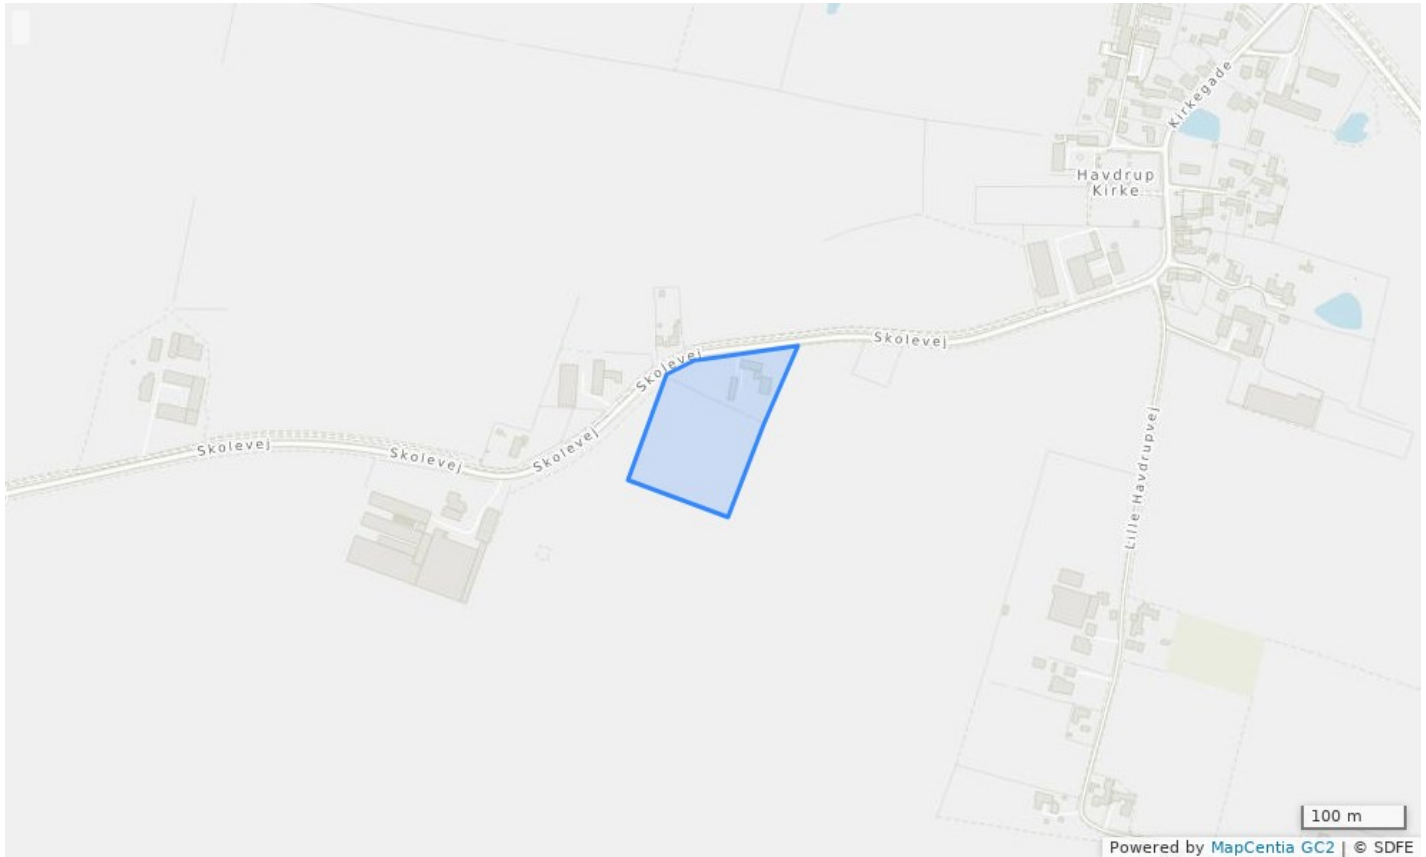 Kirkegade
Havdrup
Kirke
Skolevej
Skolevej
Skolevej
Skolevej
Skolevej
Lille Havdrupvej
100 m
Powered by MapCentia GC2 | © SDFE